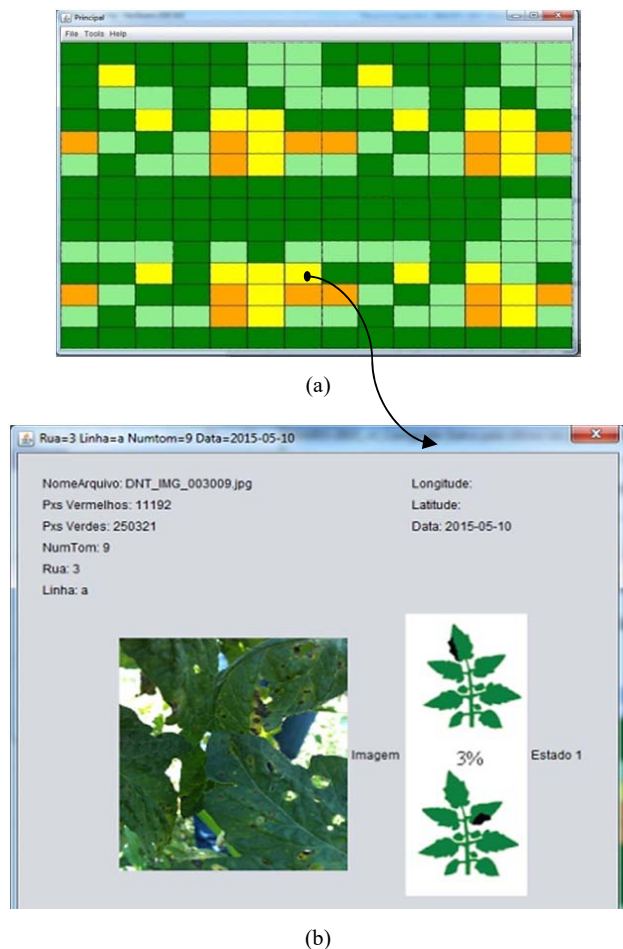 Principal
File Tools Help
(a)
Rua=3 Linha=a Numtom=9 Data=2015-05-10
NomeArquivo: DNT_IMG_003009.jpg
Longitude:
Pxs Vermelhos: 11192
Latitude:
Pxs Verdes: 250321
Data: 2015-05-10
NumTom: 9
Rua: 3
Linha: a
Imagem
3%
Estado 1
(b)